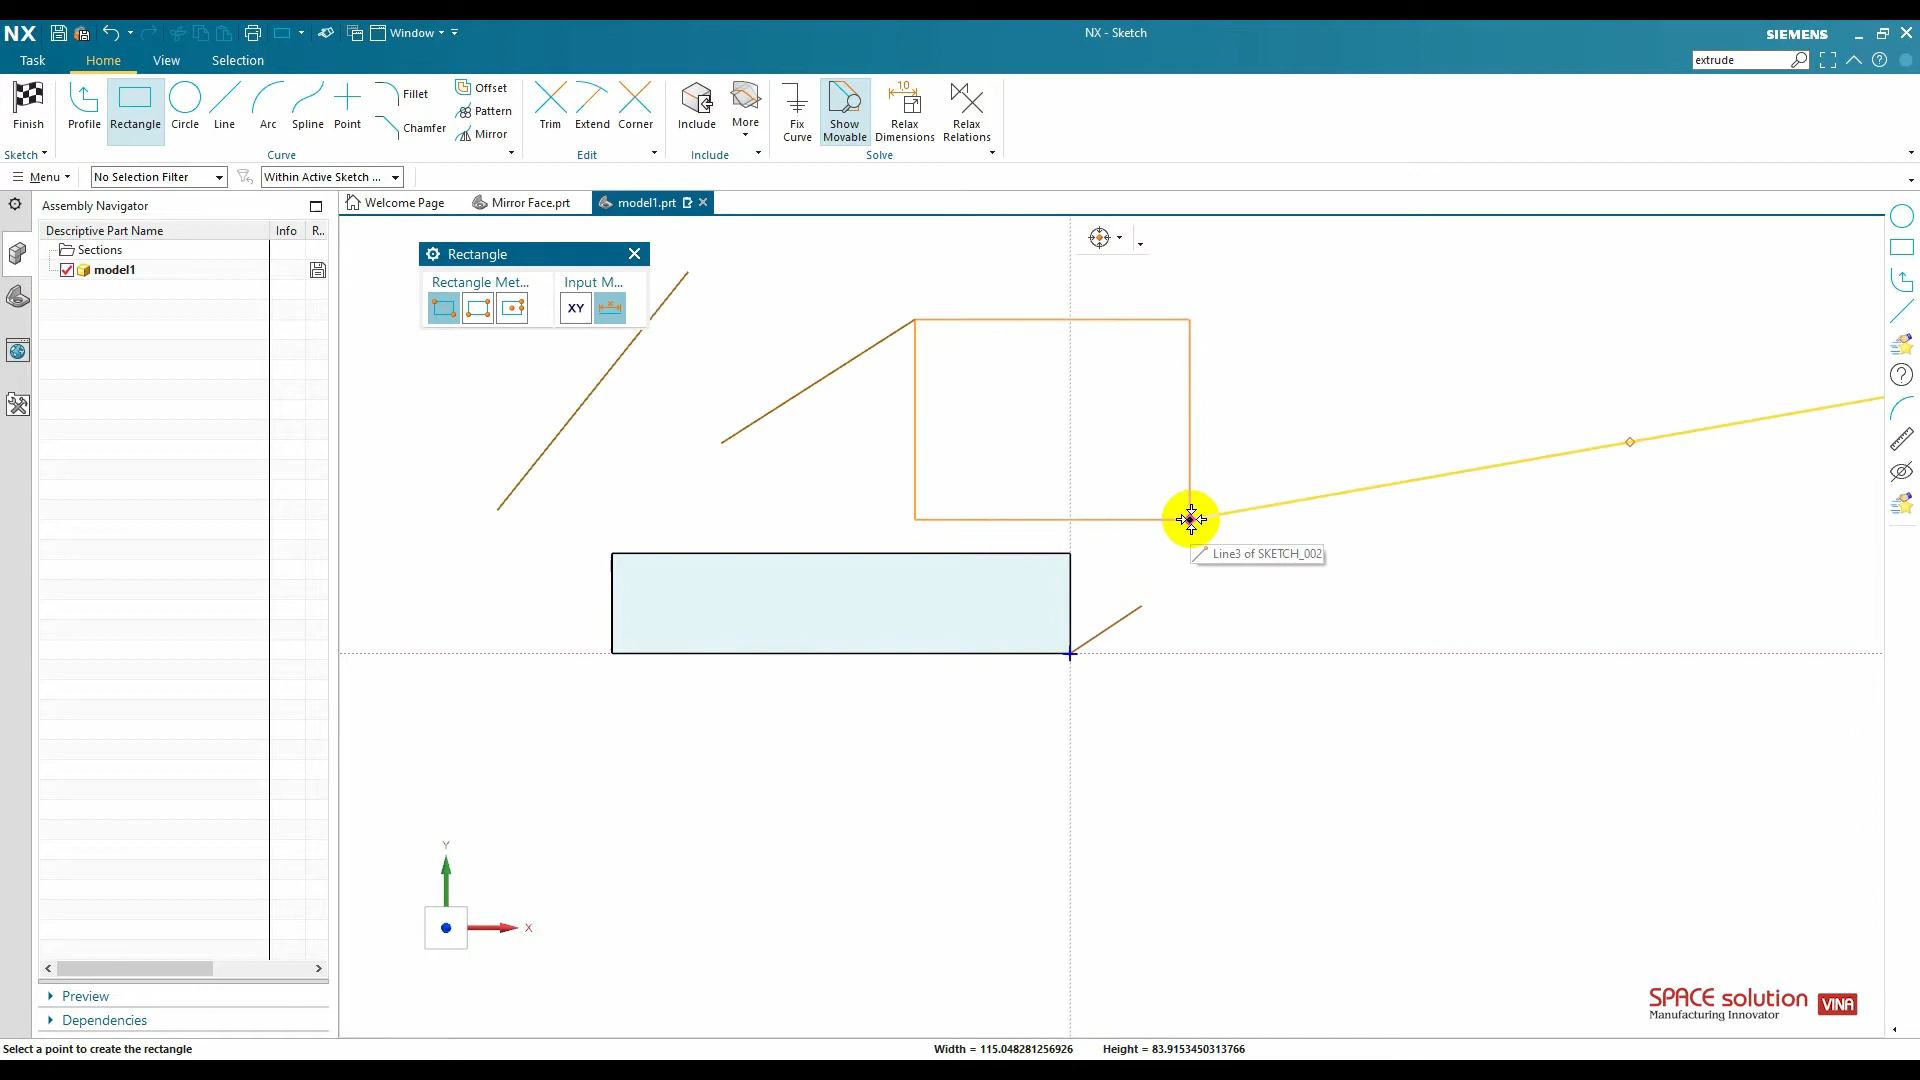 NX
Window
NX - Sketch
SIEMENS
Task
Home
View
Selection
extrude
Finish
Profile
Rectangle
Circle
Line
Arc
Spline
Point
Fillet
Chamfer
Offset
Pattern
Mirror
Trim
Extend
Corner
Include
More
Fix
Curve
Show
Movable
1,0
Relax
Dimensions
Relax
Relations
Sketch
Curve
Edit
Include
Solve
Menu
No Selection Filter
Within Active Sketch ...
Assembly Navigator
Welcome Page
Mirror Face.prt
model1.prt
Descriptive Part Name
Info
R..
Sections
model1
Rectangle
Rectangle Met...
Input M...
XY
Line3 of SKETCH_002
Y
X
SPACE solution
Manufacturing Innovator
VINA
Preview
Dependencies
Select a point to create the rectangle
Width = 115.048281256926
Height = 83.9153450313766